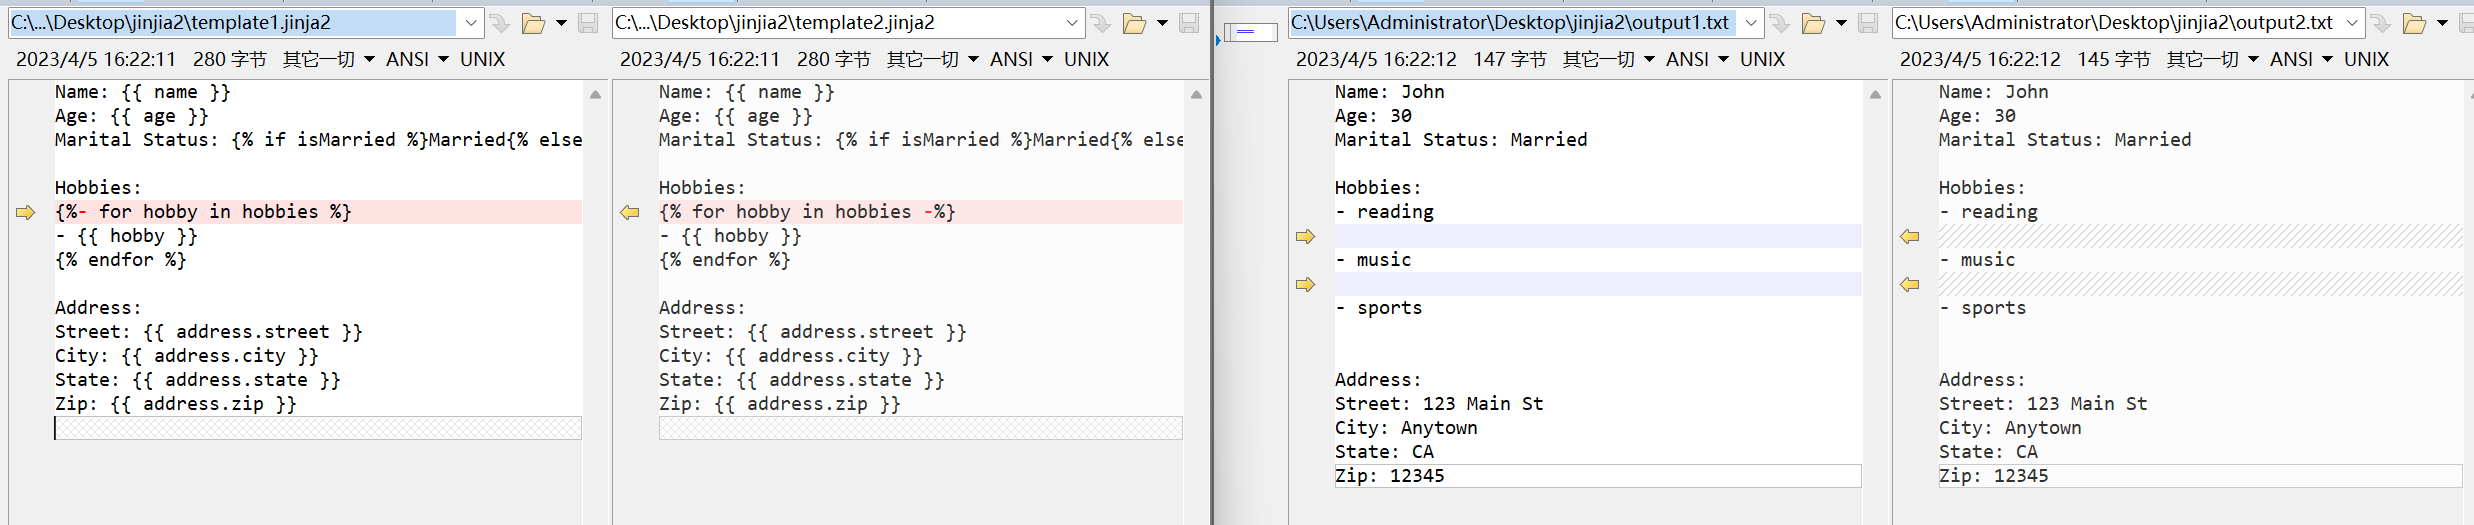 C:\...\Desktop\jinjia2\template1.jinja2
2023/4/5 16:22:11 280 字节 其它一切 ANSI UNIX
Name: {{ name }}
Age: {{ age }}
Marital Status: {% if isMarried %}Married{% else
Hobbies:
{%- for hobby in hobbies %}
- {{ hobby }}
{% endfor %}
Address:
Street: {{ address.street }}
City: {{ address.city }}
State: {{ address.state }}
Zip: {{ address.zip }}
C:\...\Desktop\jinjia2\template2.jinja2
2023/4/5 16:22:11 280 字节 其它一切 ANSI UNIX
Name: {{ name }}
Age: {{ age }}
Marital Status: {% if isMarried %}Married{% else
Hobbies:
{% for hobby in hobbies -%}
- {{ hobby }}
{% endfor %}
Address:
Street: {{ address.street }}
City: {{ address.city }}
State: {{ address.state }}
Zip: {{ address.zip }}
C:\Users\Administrator\Desktop\jinjia2\output1.txt
2023/4/5 16:22:12 147 字节 其它一切 ANSI UNIX
Name: John
Age: 30
Marital Status: Married
Hobbies:
- reading
- music
- sports
Address:
Street: 123 Main St
City: Anytown
State: CA
Zip: 12345
C:\Users\Administrator\Desktop\jinjia2\output2.txt
2023/4/5 16:22:12 145 字节 其它一切 ANSI UNIX
Name: John
Age: 30
Marital Status: Married
Hobbies:
- reading
- music
- sports
Address:
Street: 123 Main St
City: Anytown
State: CA
Zip: 12345